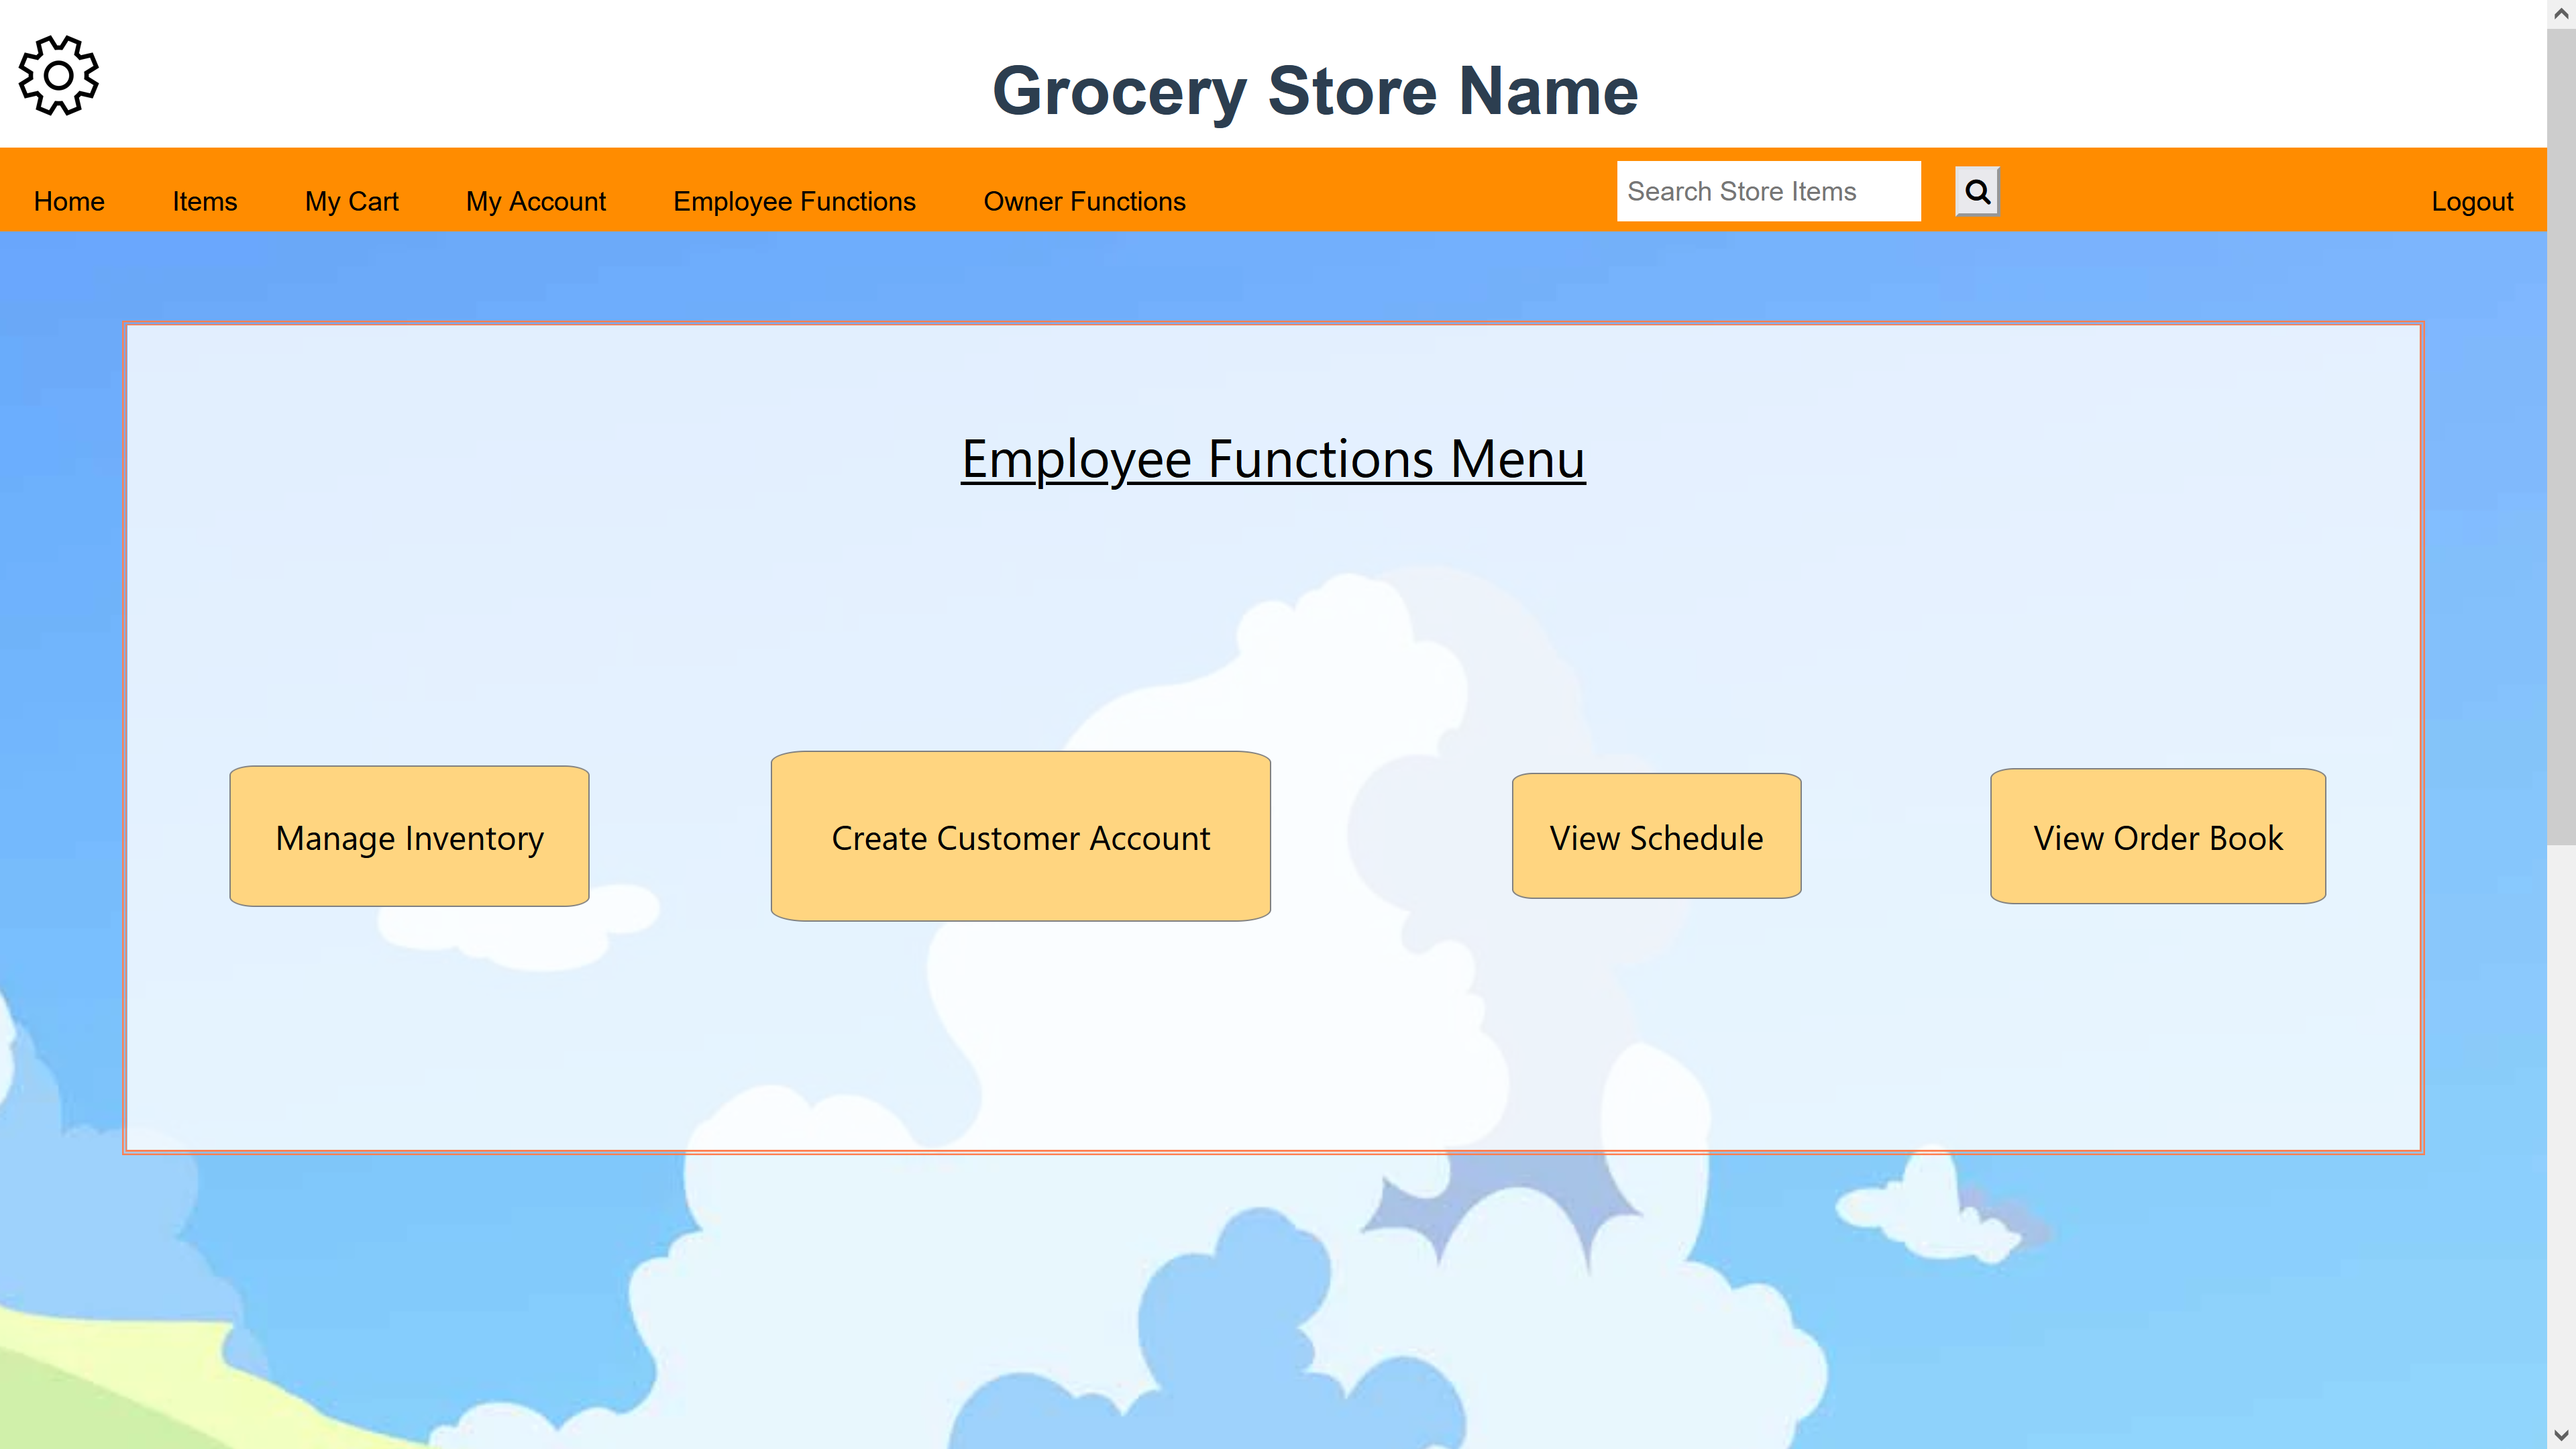 Grocery Store Name
Home Items My Cart My Account Employee Functions Owner Functions Search Store Items Logout
Employee Functions Menu
Manage Inventory Create Customer Account View Schedule View Order Book